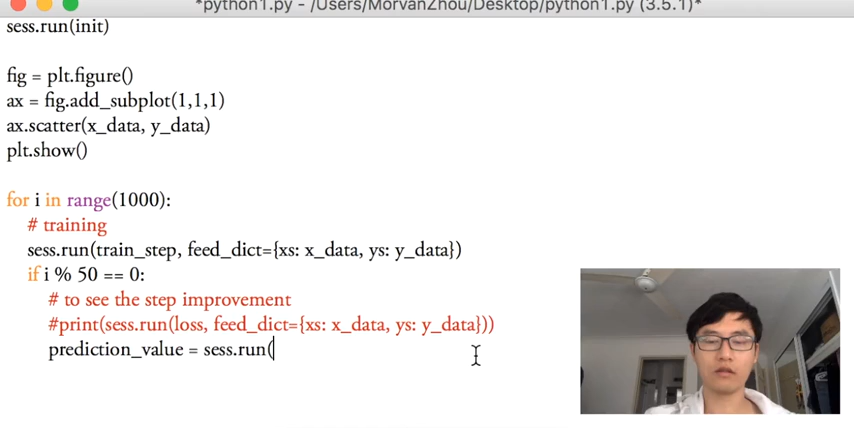 *python1.py - /Users/MorvanZhou/Desktop/python1.py (3.5.1)*
sess.run(init)
fig = plt.figure()
ax = fig.add_subplot(1,1,1)
ax.scatter(x_data, y_data)
plt.show()
for i in range(1000):
# training
sess.run(train_step, feed_dict={xs: x_data, ys: y_data})
if i % 50 == 0:
# to see the step improvement
#print(sess.run(loss, feed_dict={xs: x_data, ys: y_data}))
prediction_value = sess.run(